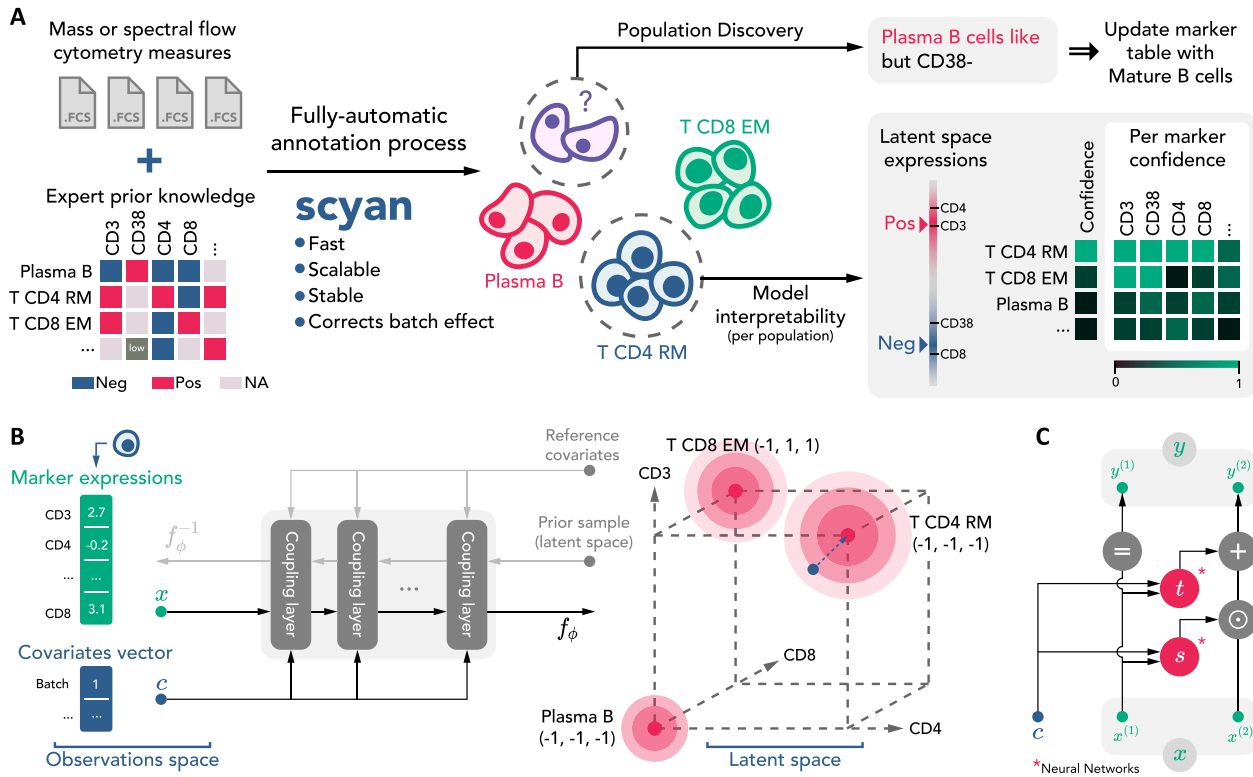 A
Mass or spectral flow
cytometry measures
.FCS
.FCS
.FCS
.FCS
+
Expert prior knowledge
CD3
CD38
CD4
CD8
...
Plasma B
T CD4 RM
T CD8 EM
...
low
Neg
Pos
NA
Fully-automatic
annotation process
scyan
Fast
Scalable
Stable
Corrects batch effect
?
Plasma B
T CD8 EM
T CD4 RM
Population Discovery
Plasma B cells like
but CD38-
⇒
Update marker
table with
Mature B cells
Model
interpretability
(per population)
Latent space
expressions
Pos
Neg
CD4
CD3
CD38
CD8
Confidence
Per marker
confidence
CD3
CD38
CD4
CD8
...
T CD4 RM
T CD8 EM
Plasma B
...
0
1
B
Marker expressions
CD3
2.7
CD4
-0.2
...
...
CD8
3.1
Covariates vector
Batch
1
...
...
Observations space
x
c
f_ϕ^{-1}
Coupling layer
Coupling layer
...
Coupling layer
Reference
covariates
Prior sample
(latent space)
f_ϕ
T CD8 EM (-1, 1, 1)
CD3
T CD4 RM
(-1, -1, -1)
CD8
Plasma B
(-1, -1, -1)
CD4
Latent space
C
y
y^{(1)}
y^{(2)}
=
+
t
*
⊙
s
*
c
x^{(1)}
x^{(2)}
x
*Neural Networks